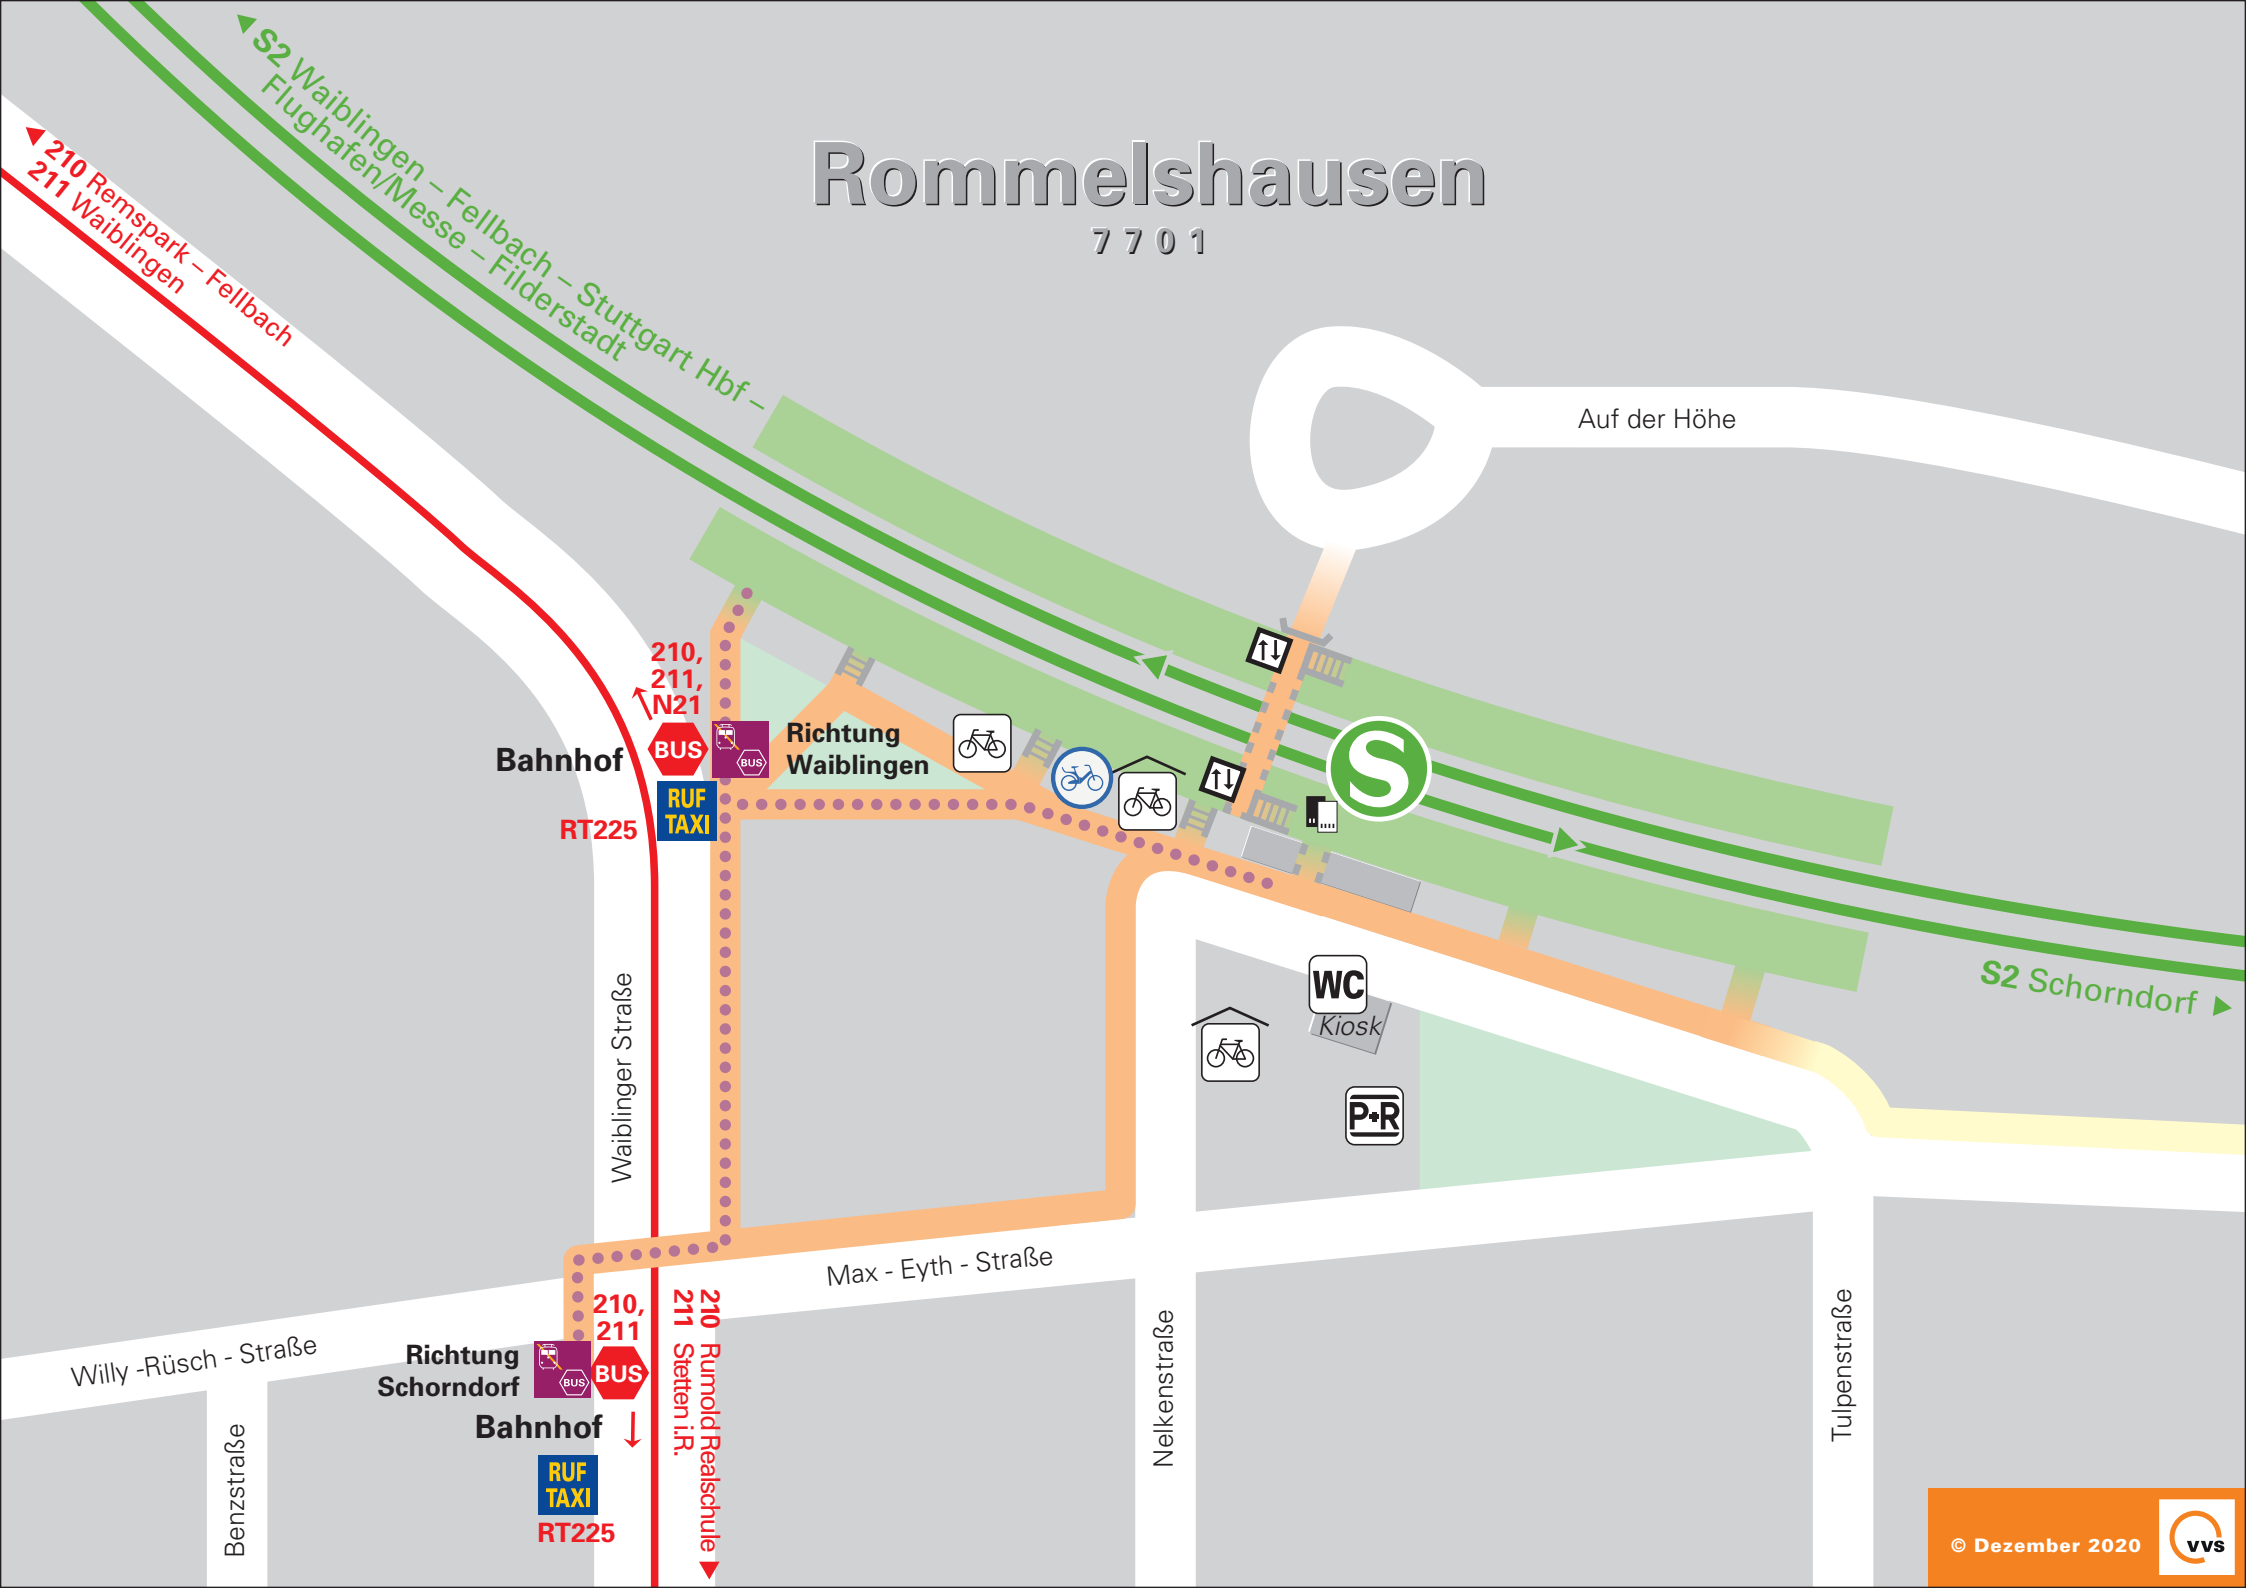 S2 Waiblingen – Fellbach – Stuttgart Hbf –
Flughafen/Messe – Filderstadt
210 Remspark – Fellbach
211 Waiblingen
Rommelshausen
7701
Auf der Höhe
210,
211,
N21
Bahnhof
BUS
BUS
Richtung
Waiblingen
RUF
TAXI
RT225
S
S2 Schorndorf
WC
Kiosk
P+R
Waiblinger Straße
Max - Eyth - Straße
Willy -Rüsch - Straße
Benzstraße
Nelkenstraße
Tulpenstraße
210,
211
Richtung
Schorndorf
BUS
BUS
Bahnhof
RUF
TAXI
RT225
210 Rumold Realschule
211 Stetten i.R.
© Dezember 2020
VVS